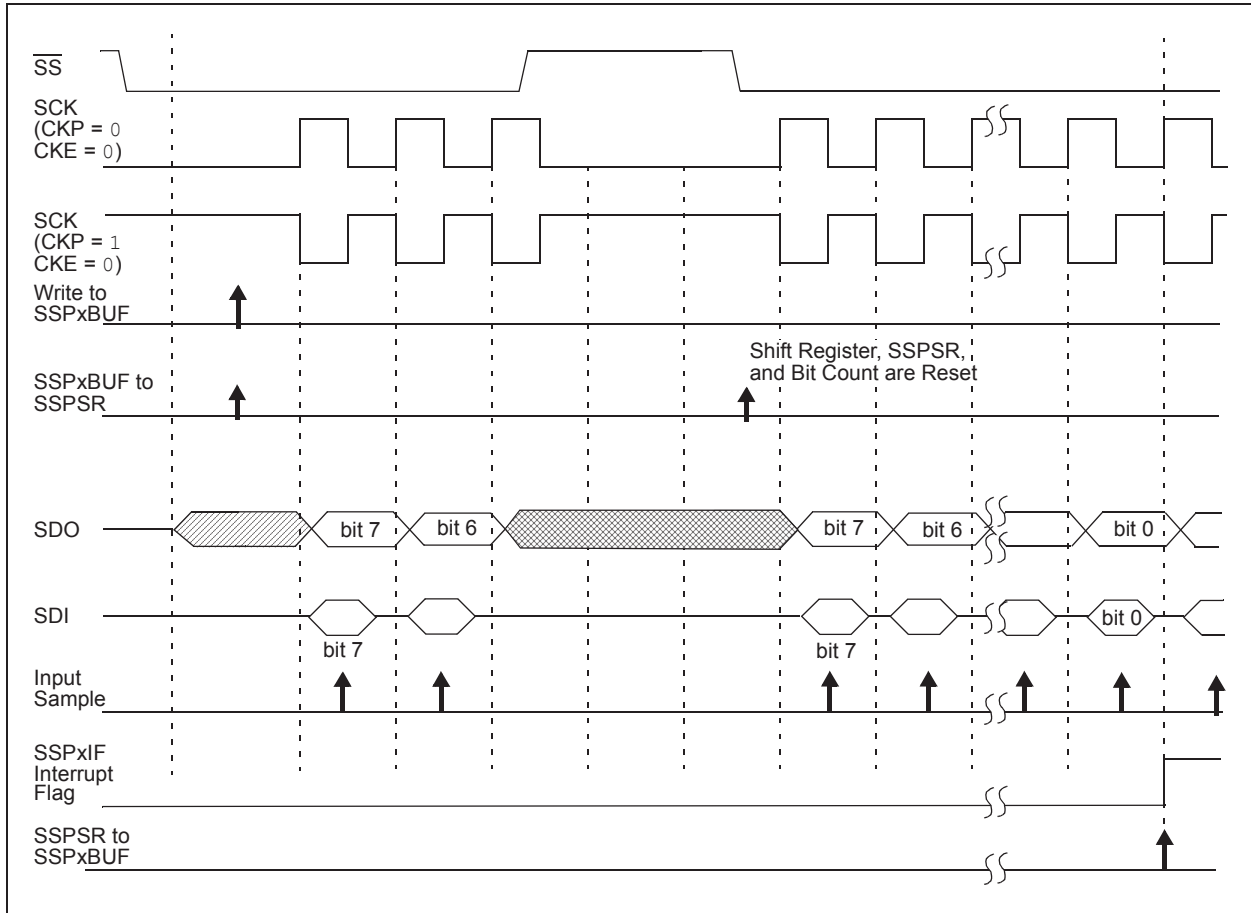 SS
SCK
(CKP = 0
CKE = 0)
SCK
(CKP = 1
CKE = 0)
Write to
SSPxBUF
Shift Register, SSPSR,
and Bit Count are Reset
SSPxBUF to
SSPSR
SDO
bit 7
bit 6
bit 7
bit 6
bit 0
SDI
bit 0
bit 7
bit 7
Input
Sample
SSPxIF
Interrupt
Flag
SSPSR to
SSPxBUF